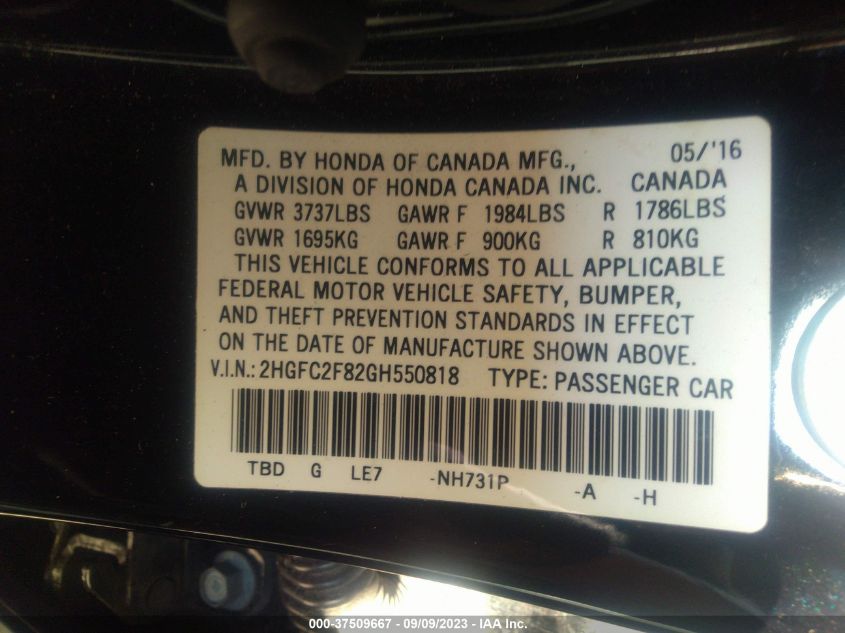 MFD. BY HONDA OF CANADA MFG., 05/'16
A DIVISION OF HONDA CANADA INC. CANADA
GVWR 3737LBS GAWR F 1984LBS R 1786LBS
GVWR 1695KG GAWR F 900KG R 810KG
THIS VEHICLE CONFORMS TO ALL APPLICABLE
FEDERAL MOTOR VEHICLE SAFETY, BUMPER,
AND THEFT PREVENTION STANDARDS IN EFFECT
ON THE DATE OF MANUFACTURE SHOWN ABOVE.
V.I.N.: 2HGFC2F82GH550818 TYPE: PASSENGER CAR
TBD G LE7 -NH731P -A -H
000-37509667 - 09/09/2023 - IAA Inc.